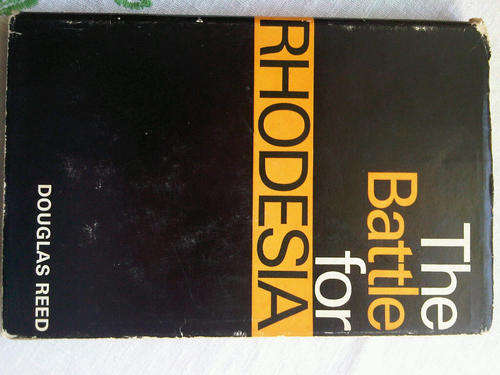 The
Battle
for
RHODESIA
DOUGLAS REED